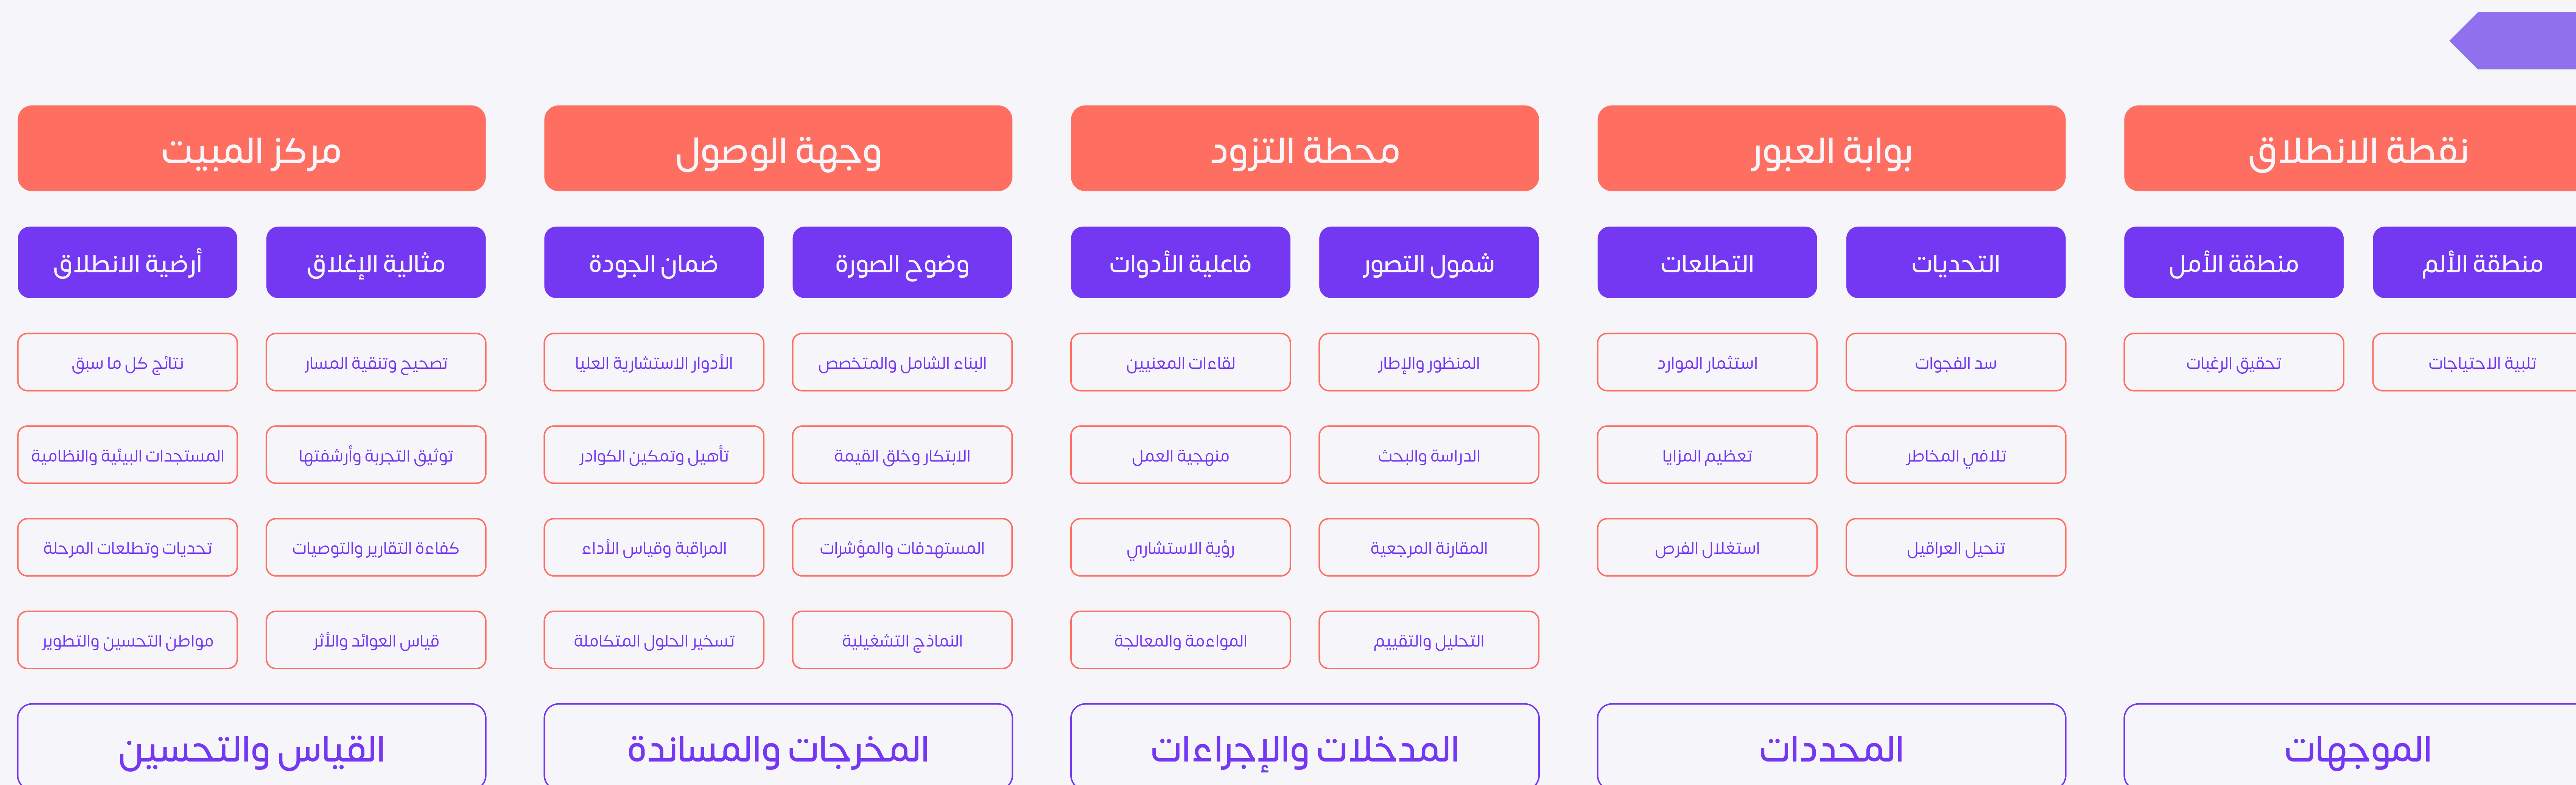 نقطة الانطلاق
بوابة العبور
محطة التزود
وجهة الوصول
مركز المبيت
منطقة الألم
منطقة الأمل
التحديات
التطلعات
شمول التصور
فاعلية الأدوات
وضوح الصورة
ضمان الجودة
مثالية الإغلاق
أرضية الانطلاق
تلبية الاحتياجات
تحقيق الرغبات
سد الفجوات
استثمار الموارد
المنظور والإطار
لقاءات المعنيين
البناء الشامل والمتخصص
الأدوار الاستشارية العليا
تصحيح وتنقية المسار
نتائج كل ما سبق
تلافي المخاطر
تعظيم المزايا
الدراسة والبحث
منهجية العمل
الابتكار وخلق القيمة
تأهيل وتمكين الكوادر
توثيق التجربة وأرشفتها
المستجدات البيئية والنظامية
تنحيل العراقيل
استغلال الفرص
المقارنة المرجعية
رؤية الاستشاري
المستهدفات والمؤشرات
المراقبة وقياس الأداء
كفاءة التقارير والتوصيات
تحديات وتطلعات المرحلة
التحليل والتقييم
المواءمة والمعالجة
النماذج التشغيلية
تسخير الحلول المتكاملة
قياس العوائد والأثر
مواطن التحسين والتطوير
الموجهات
المحددات
المدخلات والإجراءات
المخرجات والمساندة
القياس والتحسين